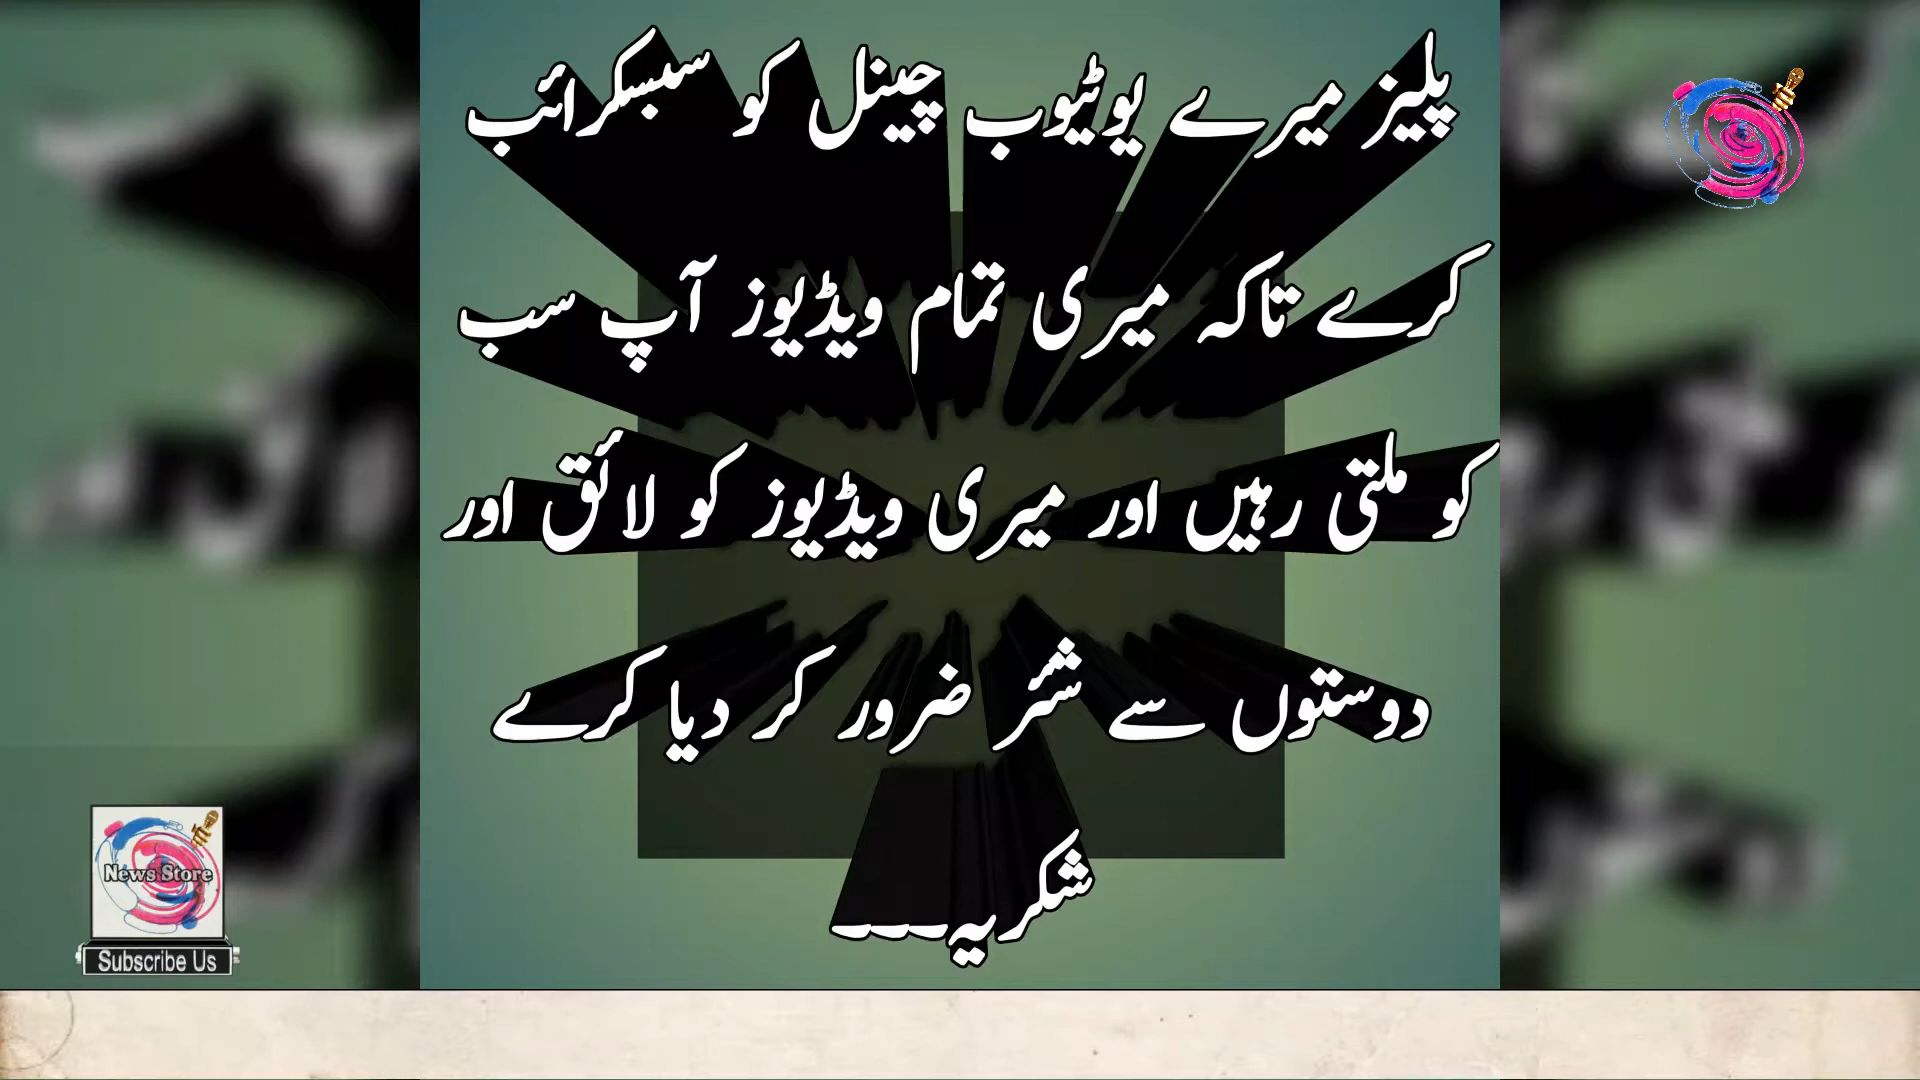 پلیز میرے یوٹیوب چینل کو سبسکرائب
کرے تاکہ میری تمام ویڈیوز آپ سب
کو ملتی رہیں اور میری ویڈیوز کو لائق اور
دوستوں سے شئر ضرور کر دیا کرے
شکریہ۔۔۔
News Store
Subscribe Us